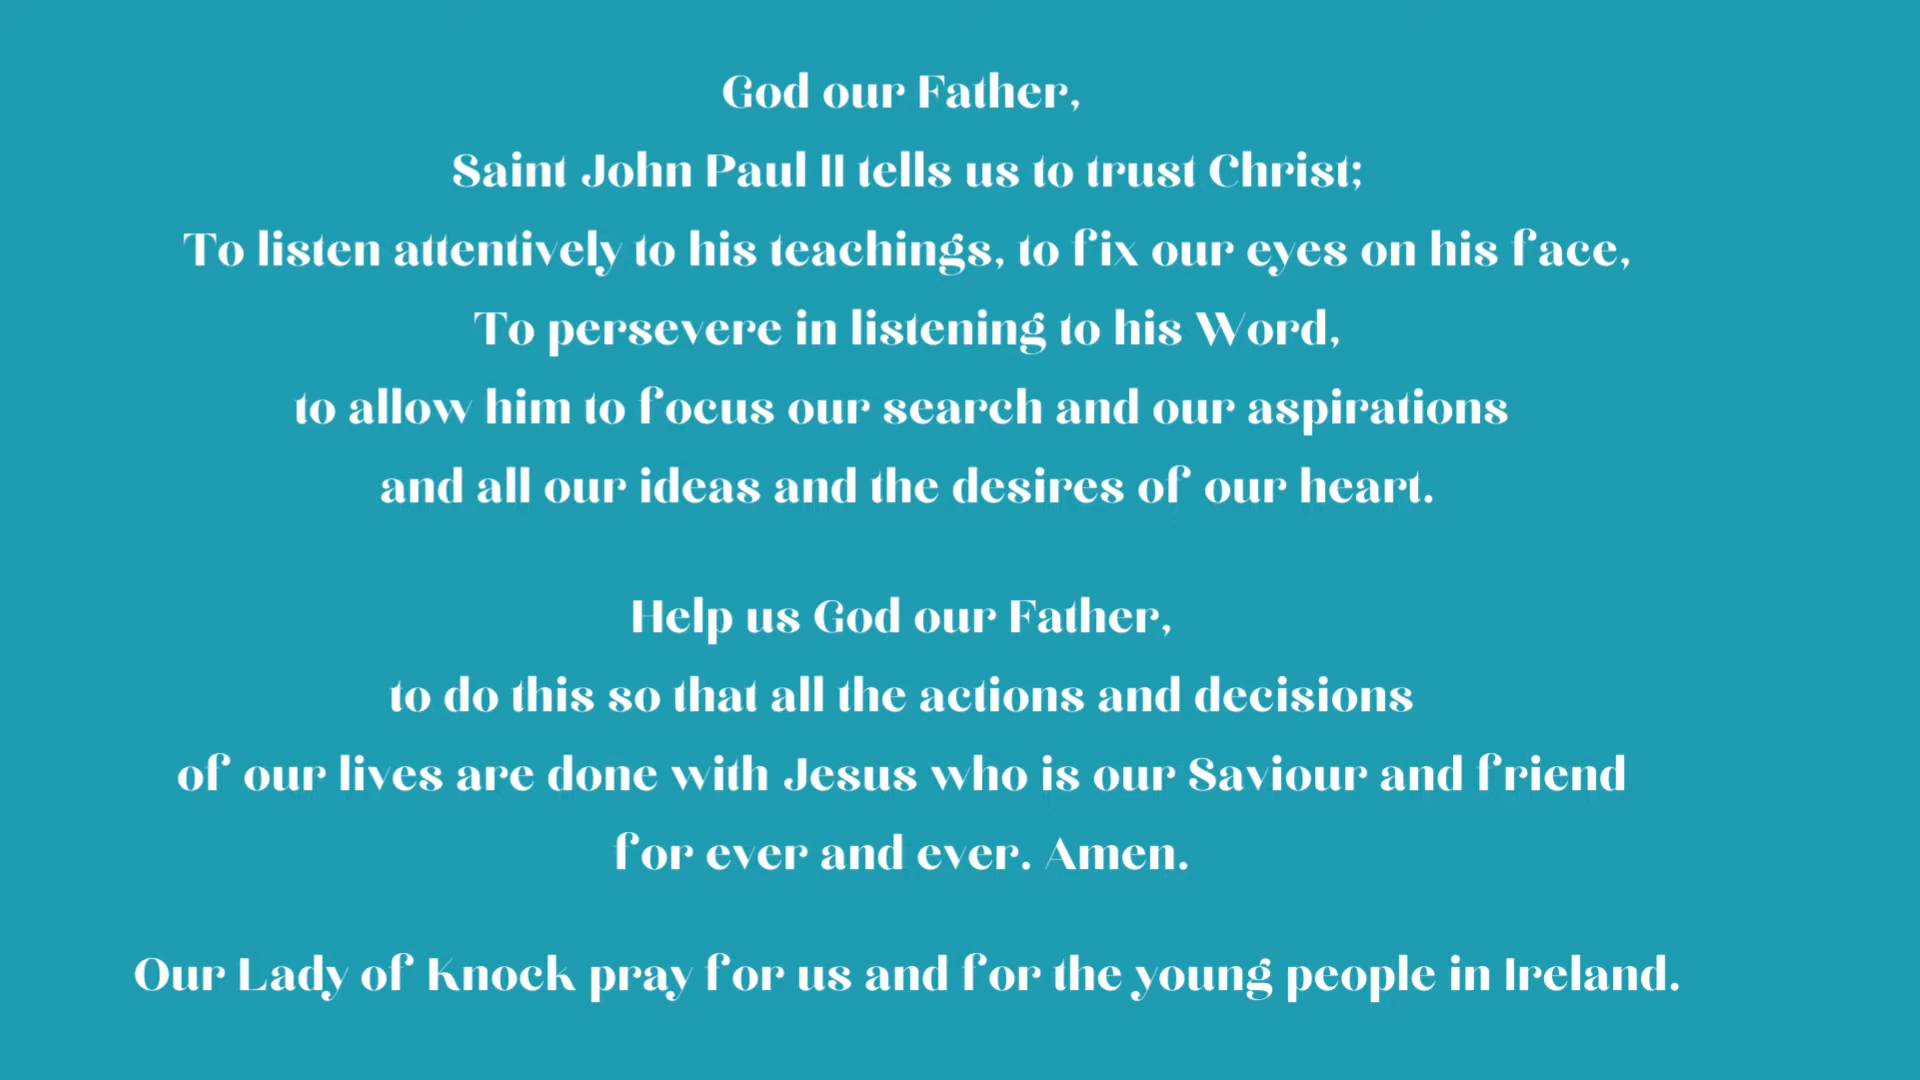 God our Father,
Saint John Paul II tells us to trust Christ;
To listen attentively to his teachings, to fix our eyes on his face,
To persevere in listening to his Word,
to allow him to focus our search and our aspirations
and all our ideas and the desires of our heart.
Help us God our Father,
to do this so that all the actions and decisions
of our lives are done with Jesus who is our Saviour and friend
for ever and ever. Amen.
Our Lady of Knock pray for us and for the young people in Ireland.